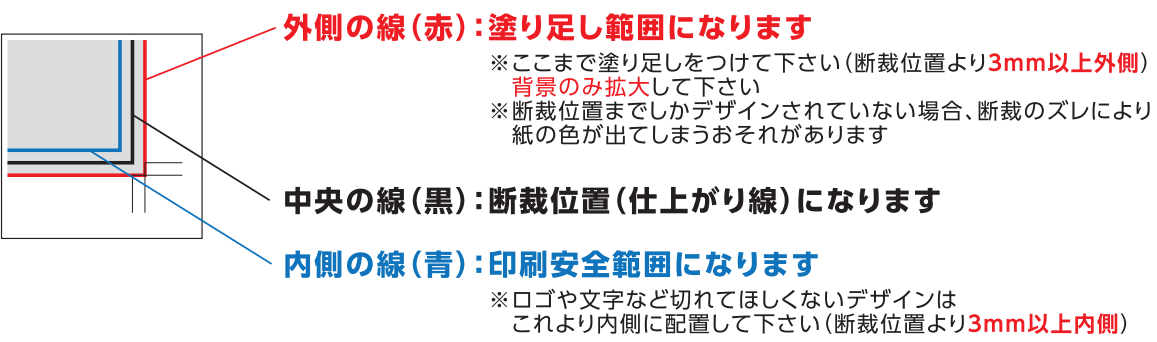 外側の線（赤）：塗り足し範囲になります
※ここまで塗り足しをつけて下さい（断裁位置より3mm以上外側）
背景のみ拡大して下さい
※断裁位置までしかデザインされていない場合、断裁のズレにより
紙の色が出てしまうおそれがあります
中央の線（黒）：断裁位置（仕上がり線）になります
内側の線（青）：印刷安全範囲になります
※ロゴや文字など切れてほしくないデザインは
これより内側に配置して下さい（断裁位置より3mm以上内側）